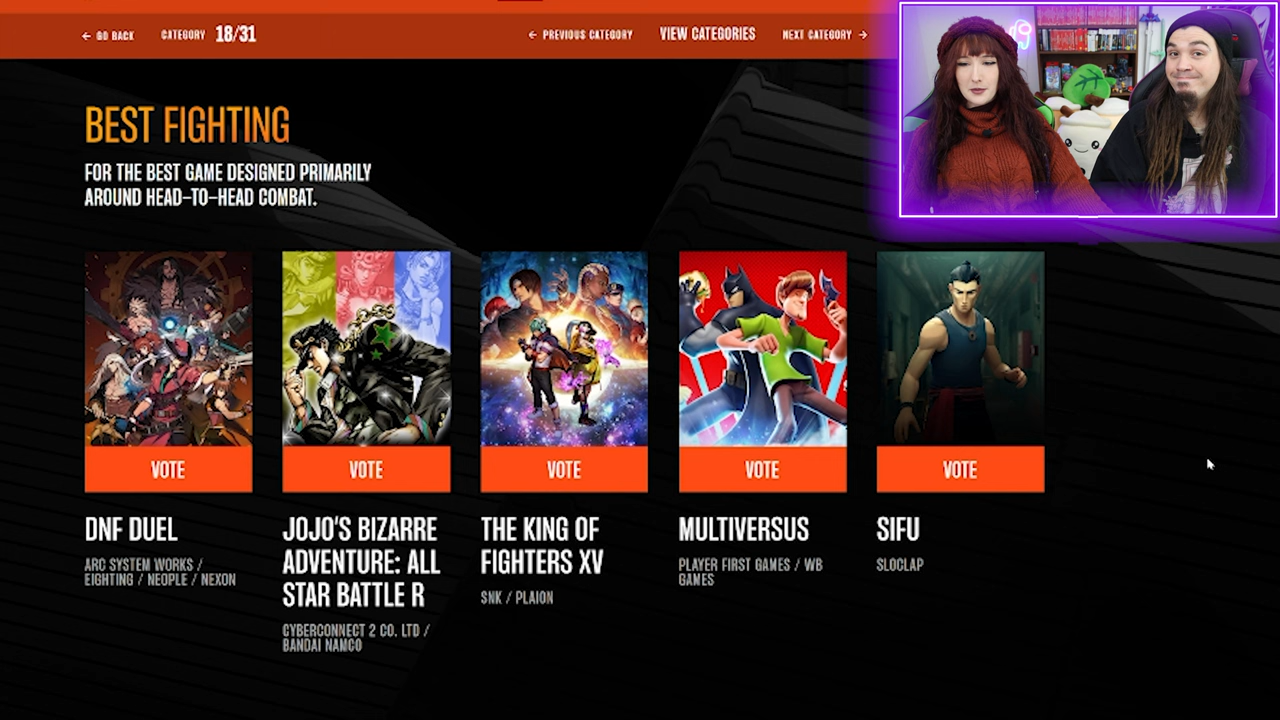 ← GO BACK
CATEGORY 18/31
← PREVIOUS CATEGORY
VIEW CATEGORIES
NEXT CATEGORY →
BEST FIGHTING
FOR THE BEST GAME DESIGNED PRIMARILY
AROUND HEAD-TO-HEAD COMBAT.
VOTE
VOTE
VOTE
VOTE
VOTE
DNF DUEL
ARC SYSTEM WORKS /
EIGHTING / NEOPLE / NEXON
JOJO'S BIZARRE
ADVENTURE: ALL
STAR BATTLE R
CYBERCONNECT 2 CO. LTD /
BANDAI NAMCO
THE KING OF
FIGHTERS XV
SNK / PLAION
MULTIVERSUS
PLAYER FIRST GAMES / WB
GAMES
SIFU
SLOCLAP